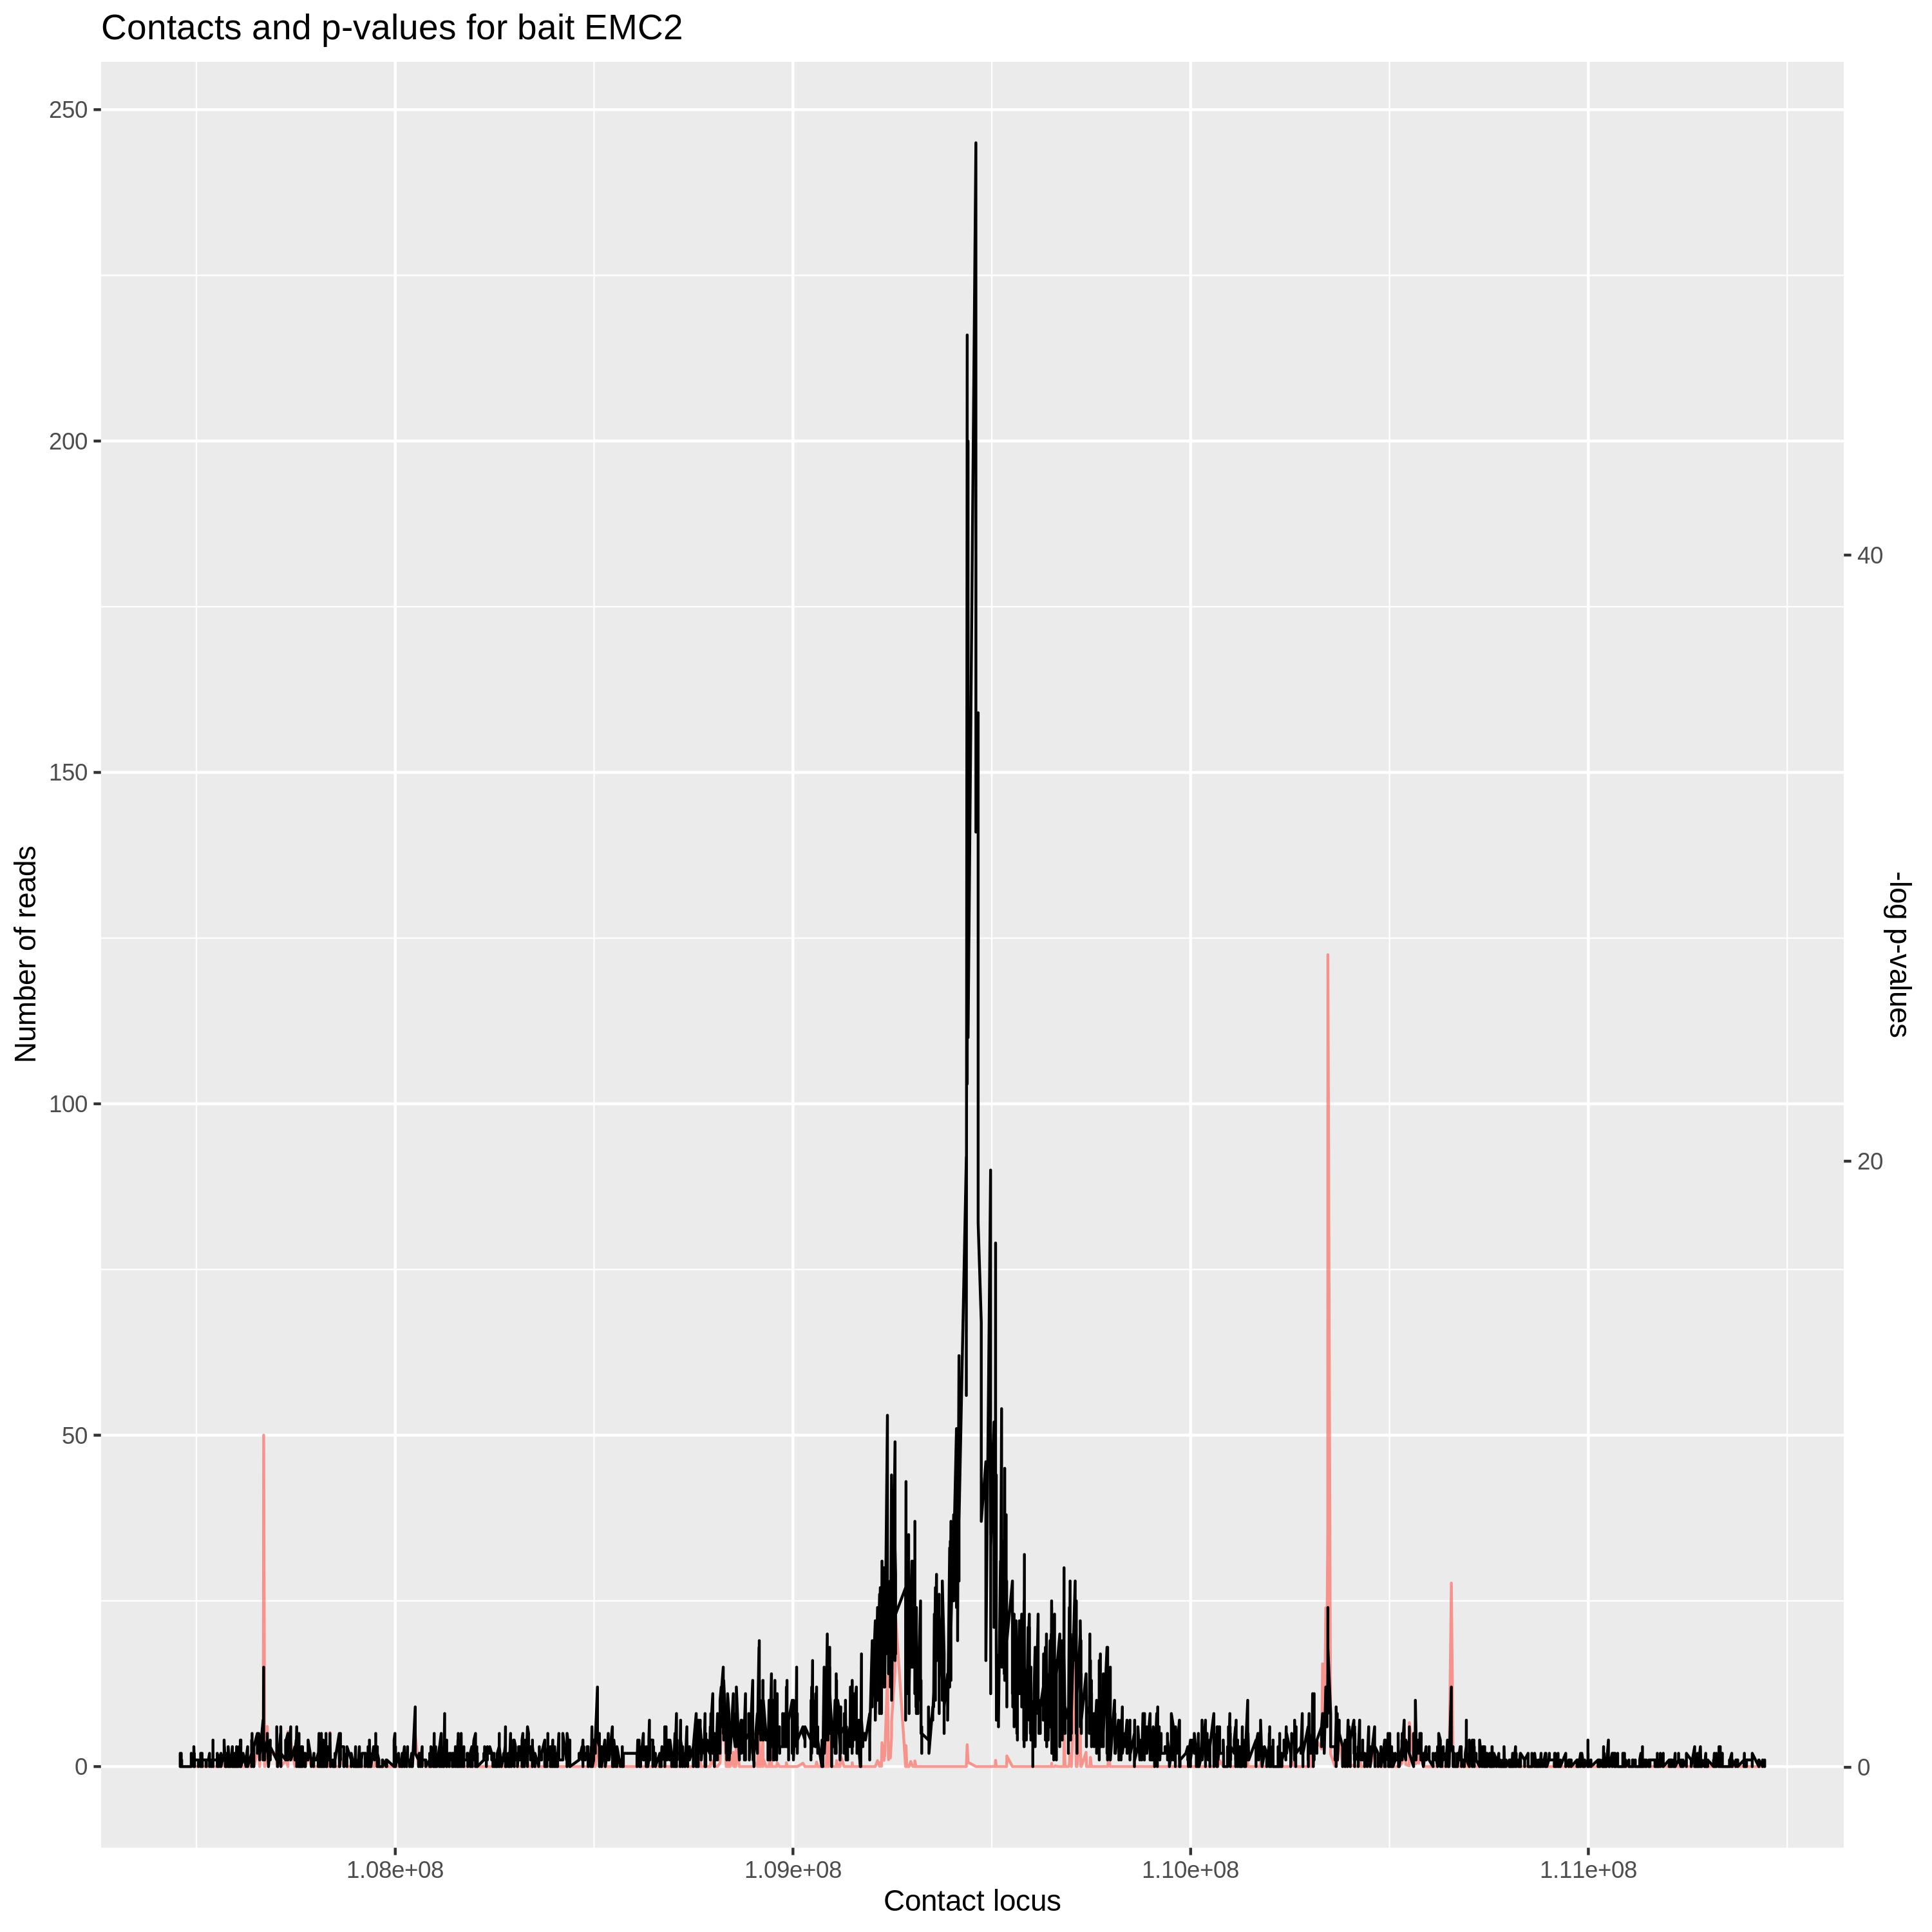 Contacts and p-values for bait EMC2
250
200
150
100
50
0
Number of reads
40
20
0
-log p-values
1.08e+08
1.09e+08
1.10e+08
1.11e+08
Contact locus